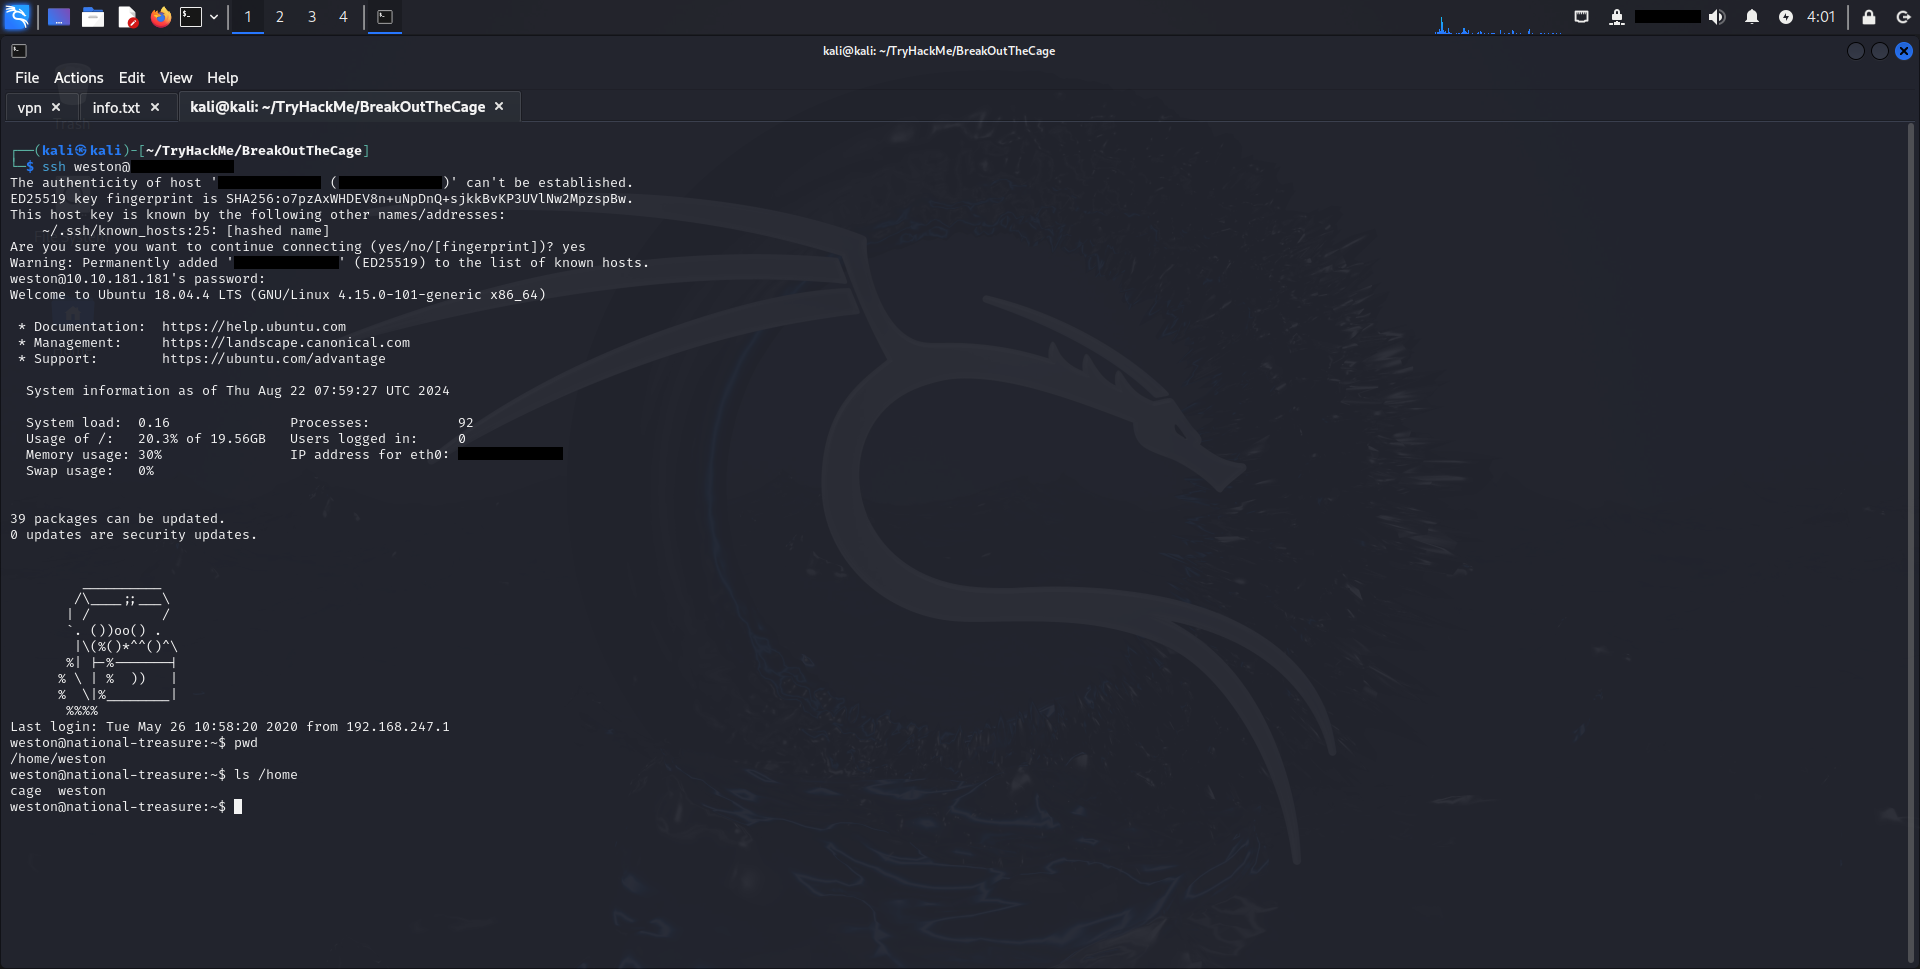 1 2 3 4
4:01
kali@kali: ~/TryHackMe/BreakOutTheCage
File Actions Edit View Help
vpn × info.txt × kali@kali: ~/TryHackMe/BreakOutTheCage ×
Trash
┌──(kali㉿kali)-[~/TryHackMe/BreakOutTheCage]
└─$ ssh weston@
The authenticity of host ' ( )' can't be established.
ED25519 key fingerprint is SHA256:o7pzAxWHDEV8n+uNpDnQ+sjkkBvKP3UVlNw2MpzspBw.
This host key is known by the following other names/addresses:
    ~/.ssh/known_hosts:25: [hashed name]
Are you sure you want to continue connecting (yes/no/[fingerprint])? yes
Warning: Permanently added ' ' (ED25519) to the list of known hosts.
weston@10.10.181.181's password:
Welcome to Ubuntu 18.04.4 LTS (GNU/Linux 4.15.0-101-generic x86_64)
 * Documentation:  https://help.ubuntu.com
 * Management:     https://landscape.canonical.com
 * Support:        https://ubuntu.com/advantage
  System information as of Thu Aug 22 07:59:27 UTC 2024
  System load:  0.16               Processes:           92
  Usage of /:   20.3% of 19.56GB   Users logged in:     0
  Memory usage: 30%                IP address for eth0:
  Swap usage:   0%
39 packages can be updated.
0 updates are security updates.
         __________
        /\____;;___\
       | /         /
       `. ())oo() .
        |\(%()*^^()^\
       %| |-%-------|
      % \ | %  ))   |
      %  \|%________|
       %%%%
Last login: Tue May 26 10:58:20 2020 from 192.168.247.1
weston@national-treasure:~$ pwd
/home/weston
weston@national-treasure:~$ ls /home
cage  weston
weston@national-treasure:~$